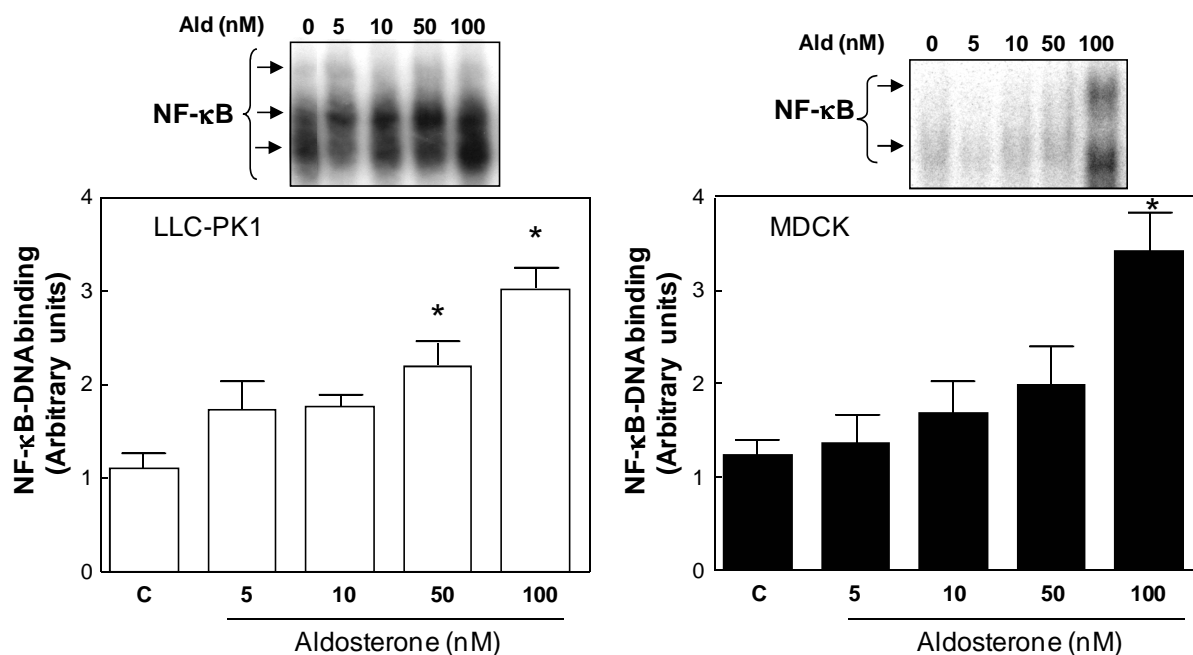 Ald (nM) 0 5 10 50 100
NF-κB
LLC-PK1
*
*
4
3
2
1
0
NF-κB-DNAbinding
(Arbitrary units)
C 5 10 50 100
Aldosterone (nM)
Ald (nM) 0 5 10 50 100
NF-κB
MDCK
*
4
3
2
1
0
NF-κB-DNAbinding
(Arbitrary units)
C 5 10 50 100
Aldosterone (nM)